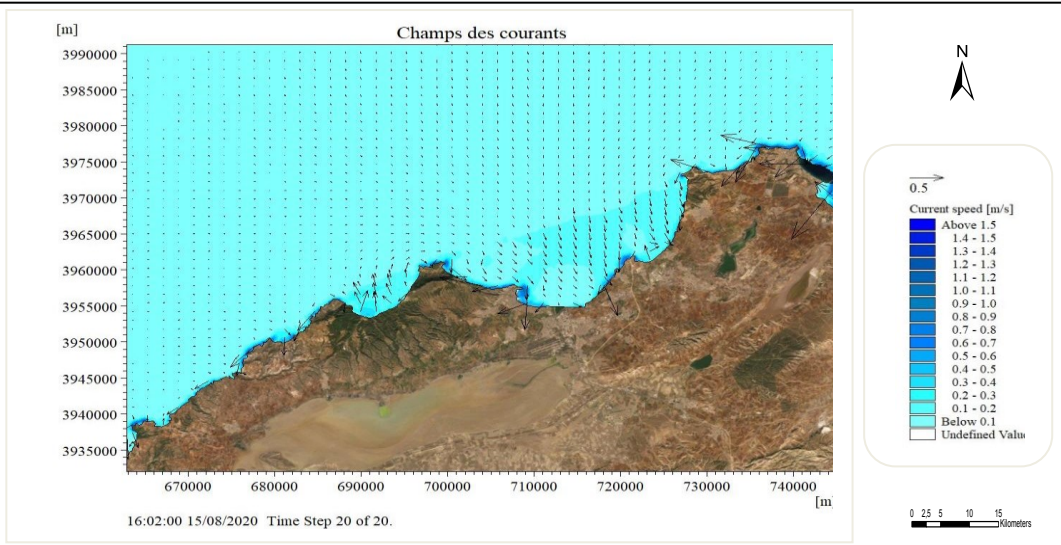 [m]
Champs des courants
3990000
3985000
3980000
3975000
3970000
3965000
3960000
3955000
3950000
3945000
3940000
3935000
670000 680000 690000 700000 710000 720000 730000 740000
[m]
16:02:00 15/08/2020 Time Step 20 of 20.
N
0.5
Current speed [m/s]
Above 1.5
1.4 - 1.5
1.3 - 1.4
1.2 - 1.3
1.1 - 1.2
1.0 - 1.1
0.9 - 1.0
0.8 - 0.9
0.7 - 0.8
0.6 - 0.7
0.5 - 0.6
0.4 - 0.5
0.3 - 0.4
0.2 - 0.3
0.1 - 0.2
Below 0.1
Undefined Valu
0 2,5 5 10 15
Kilometers